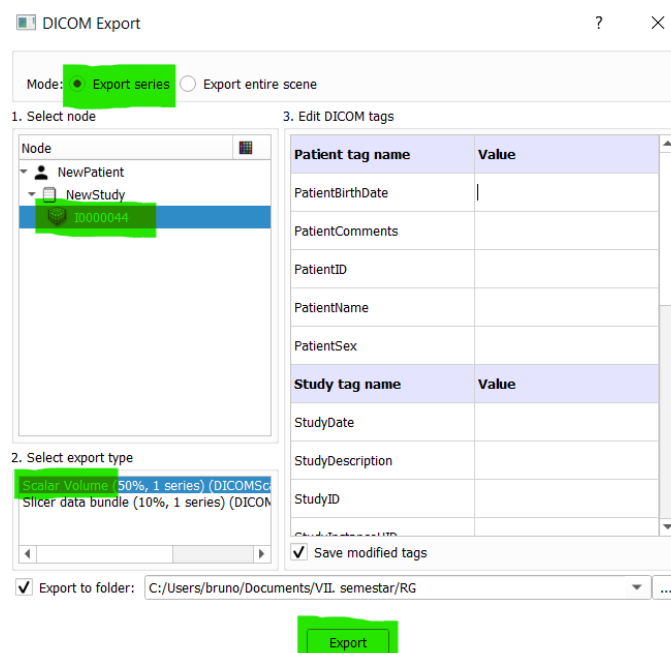 DICOM Export
Mode: Export series Export entire scene
1. Select node
Node
NewPatient
NewStudy
I0000044
2. Select export type
Scalar Volume (50%, 1 series) (DICOMSc
Slicer data bundle (10%, 1 series) (DICOM
3. Edit DICOM tags
Patient tag name Value
PatientBirthDate
PatientComments
PatientID
PatientName
PatientSex
Study tag name Value
StudyDate
StudyDescription
StudyID
StudyInstanceUID
Save modified tags
Export to folder: C:/Users/bruno/Documents/VII. semestar/RG
...
Export